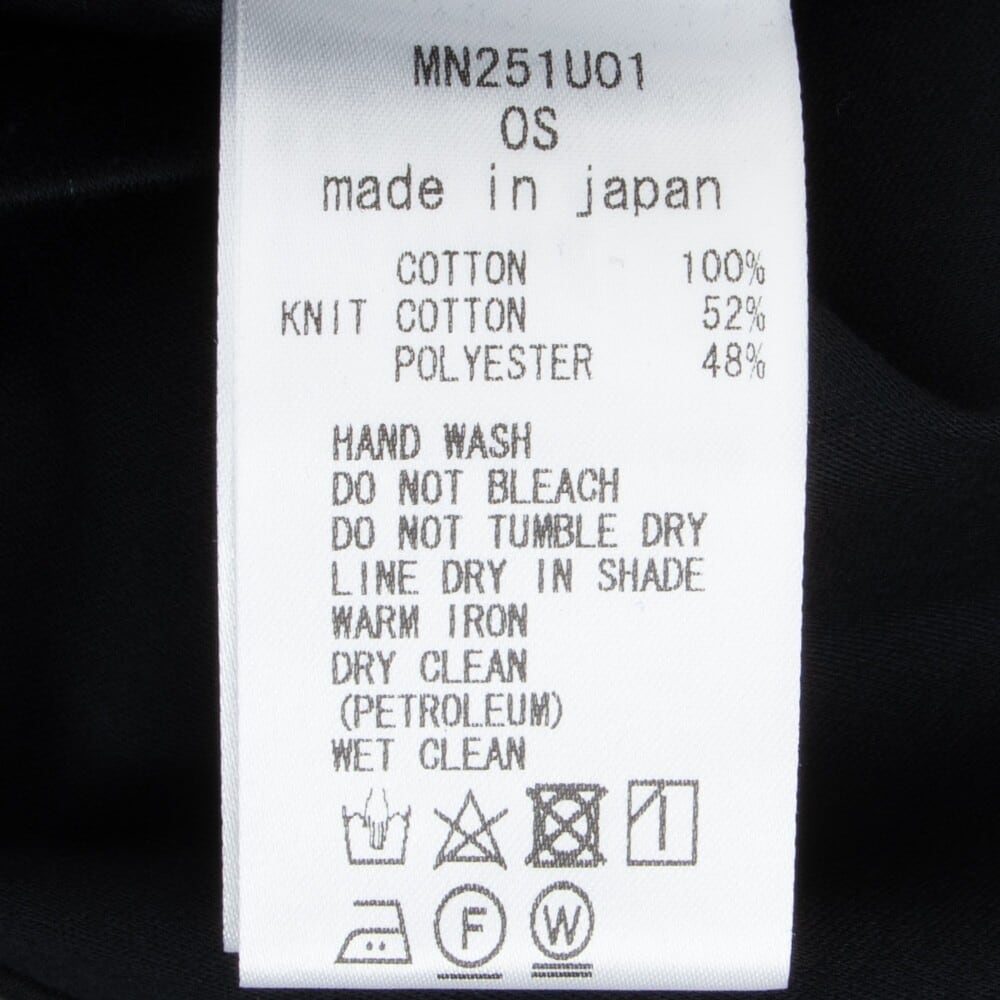 MN251U01
OS
made in japan
COTTON 100%
KNIT COTTON 52%
POLYESTER 48%
HAND WASH
DO NOT BLEACH
DO NOT TUMBLE DRY
LINE DRY IN SHADE
WARM IRON
DRY CLEAN
(PETROLEUM)
WET CLEAN
F W